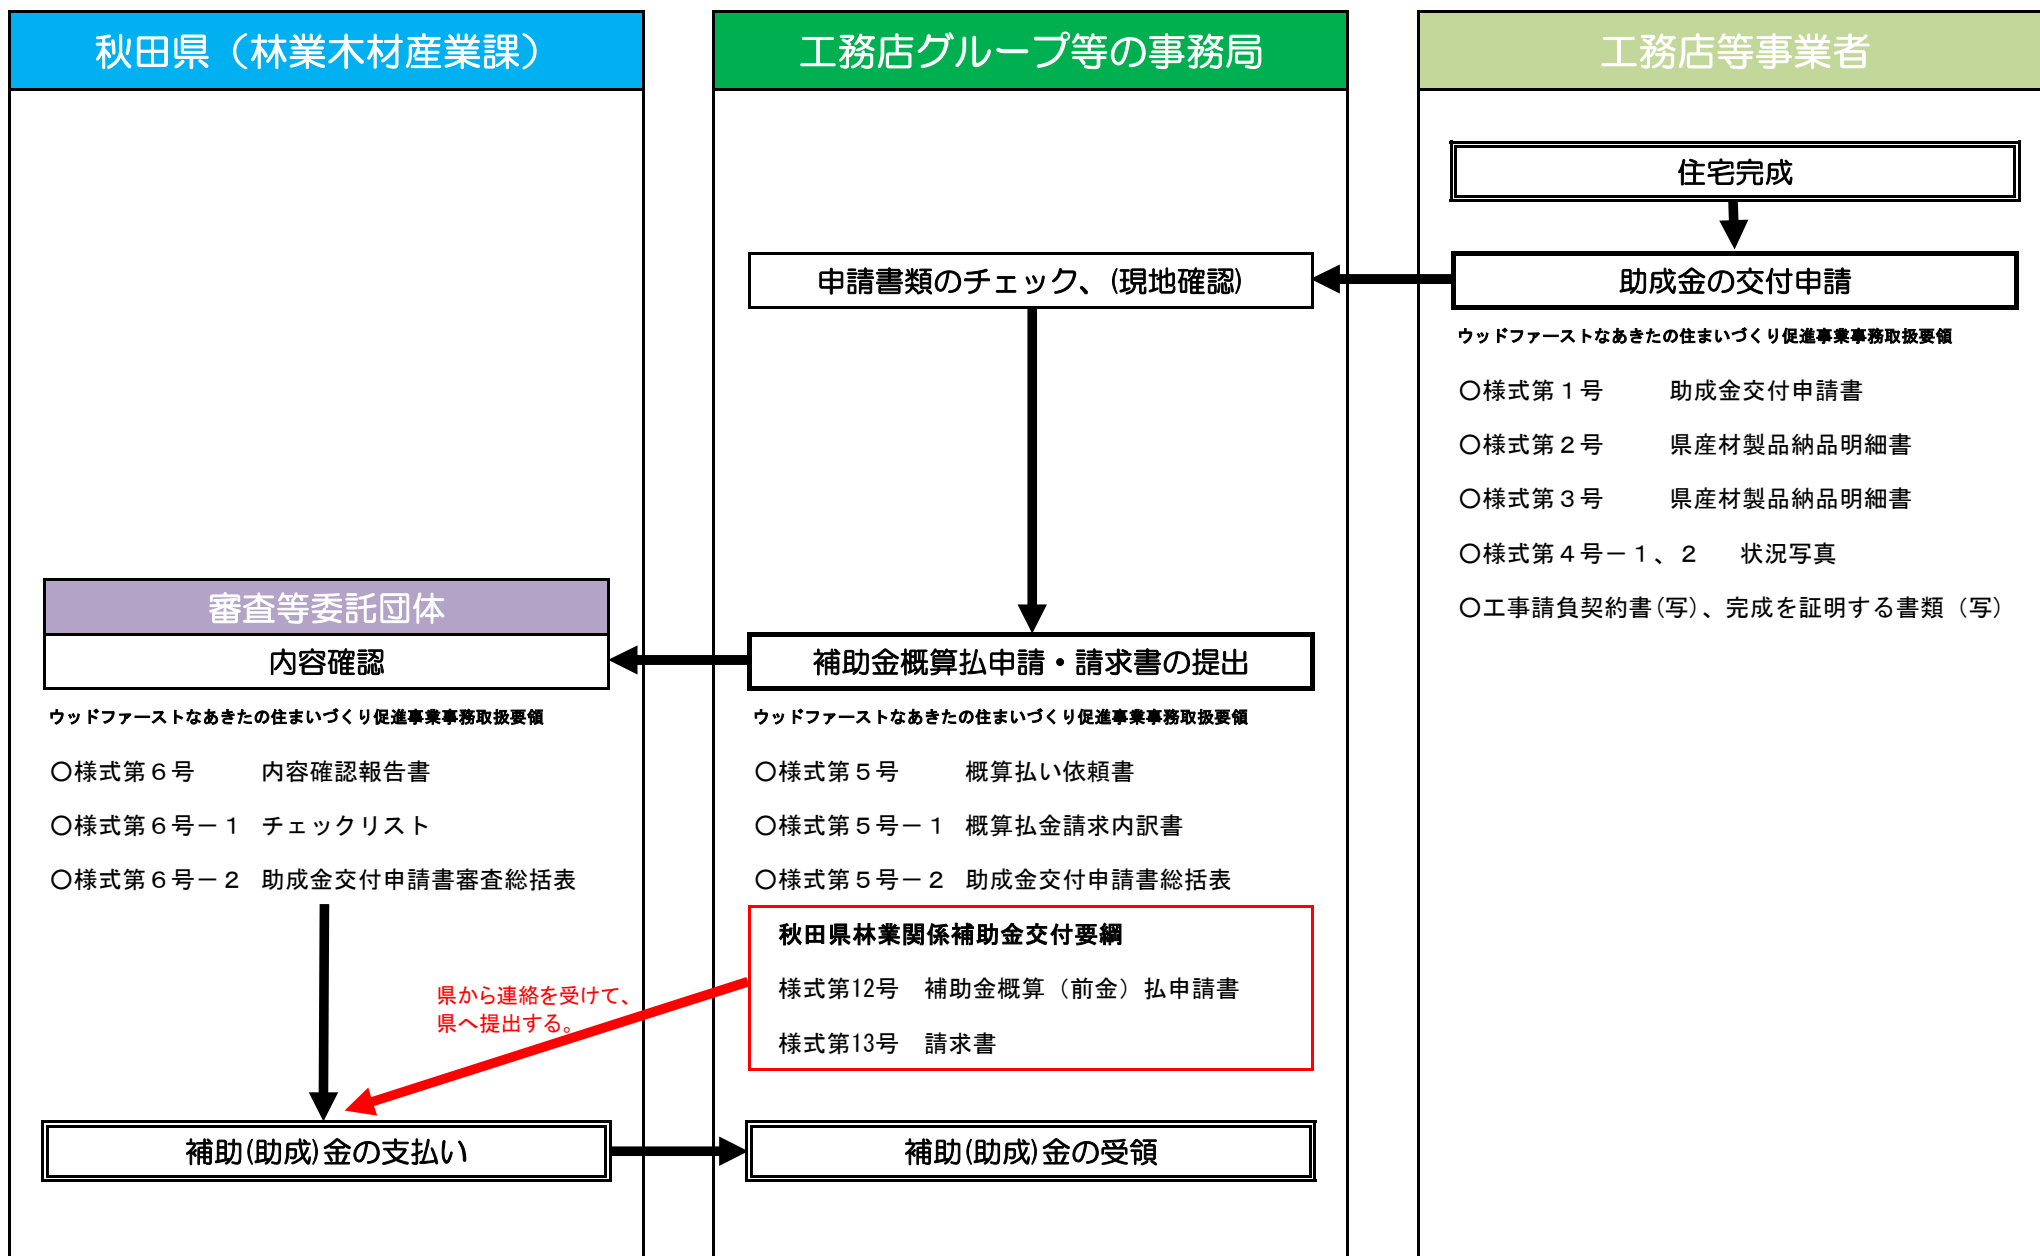 秋田県（林業木材産業課）
工務店グループ等の事務局
工務店等事業者
住宅完成
助成金の交付申請
ウッドファーストなあきたの住まいづくり促進事業事務取扱要領
〇様式第１号　　　助成金交付申請書
〇様式第２号　　　県産材製品納品明細書
〇様式第３号　　　県産材製品納品明細書
〇様式第４号－１、２　　状況写真
〇工事請負契約書(写)、完成を証明する書類（写）
申請書類のチェック、(現地確認)
補助金概算払申請・請求書の提出
ウッドファーストなあきたの住まいづくり促進事業事務取扱要領
〇様式第５号　　　概算払い依頼書
〇様式第５号－１　概算払金請求内訳書
〇様式第５号－２　助成金交付申請書総括表
秋田県林業関係補助金交付要綱
様式第12号　補助金概算（前金）払申請書
様式第13号　請求書
審査等委託団体
内容確認
ウッドファーストなあきたの住まいづくり促進事業事務取扱要領
〇様式第６号　　　内容確認報告書
〇様式第６号－１　チェックリスト
〇様式第６号－２　助成金交付申請書審査総括表
県から連絡を受けて、
県へ提出する。
補助(助成)金の支払い
補助(助成)金の受領